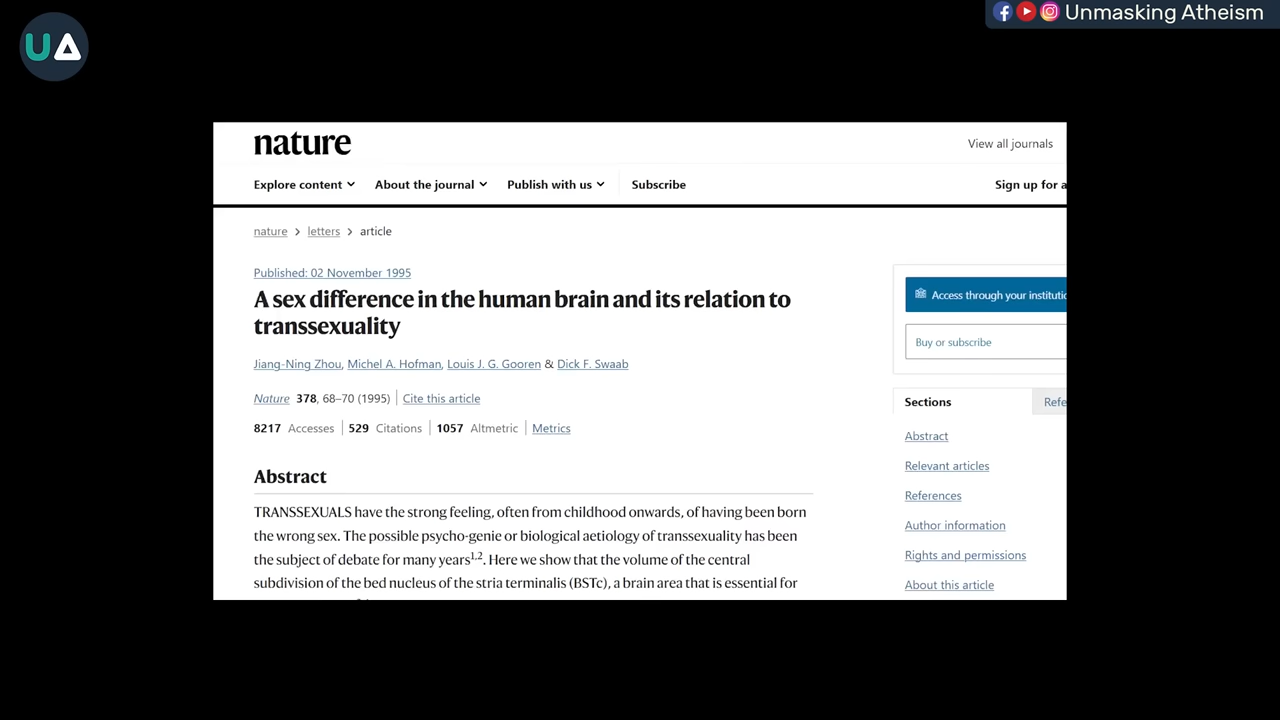 UA
Unmasking Atheism
nature
View all journals
Explore content
About the journal
Publish with us
Subscribe
Sign up for a
nature > letters > article
Published: 02 November 1995
A sex difference in the human brain and its relation to
transsexuality
Jiang-Ning Zhou, Michel A. Hofman, Louis J. G. Gooren & Dick F. Swaab
Nature 378, 68–70 (1995) | Cite this article
8217 Accesses | 529 Citations | 1057 Altmetric | Metrics
Abstract
TRANSSEXUALS have the strong feeling, often from childhood onwards, of having been born
the wrong sex. The possible psycho-genie or biological aetiology of transsexuality has been
the subject of debate for many years1,2. Here we show that the volume of the central
subdivision of the bed nucleus of the stria terminalis (BSTc), a brain area that is essential for
Access through your institutio
Buy or subscribe
Sections
Refe
Abstract
Relevant articles
References
Author information
Rights and permissions
About this article